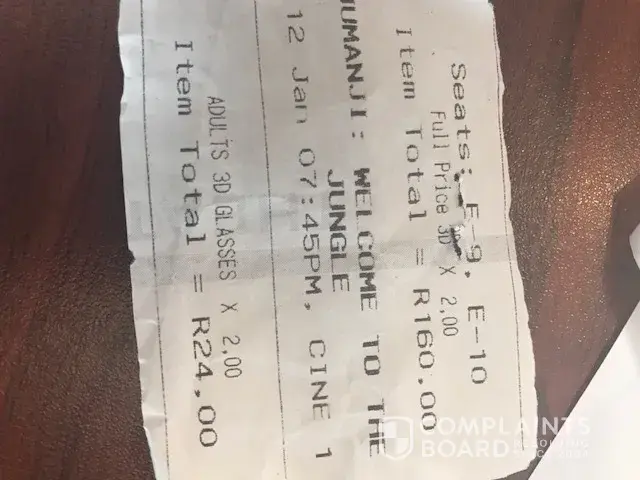 Seats: E-9, E-10
Full Price 3D X 2,00
Item Total = R160,00
JUMANJI: WELCOME TO THE
JUNGLE
12 Jan 07:45PM, CINE 1
ADULTS 3D GLASSES X 2,00
Item Total = R24,00
COMPLAINTS
BOARD